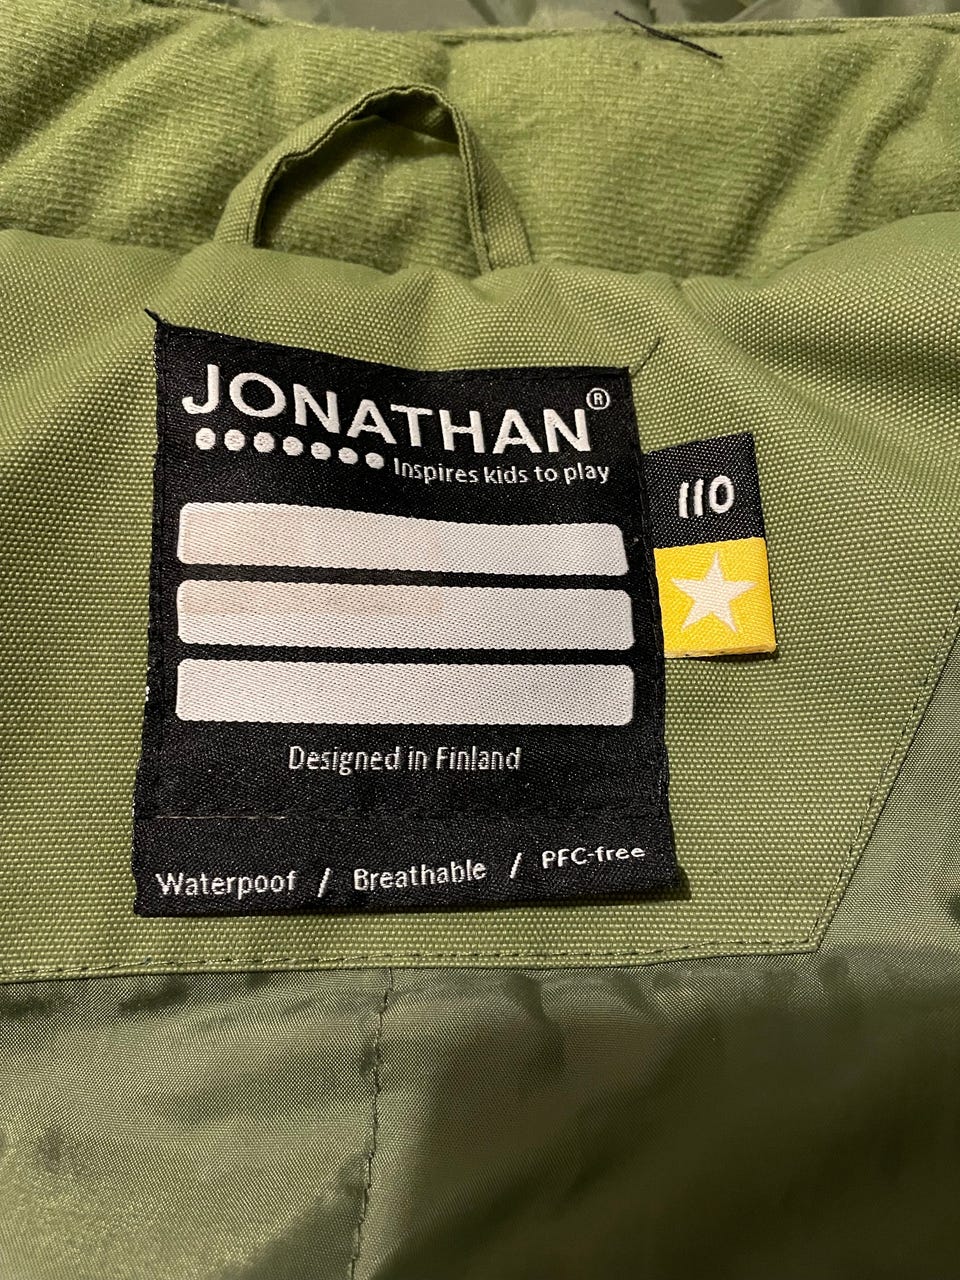 JONATHAN®
Inspires kids to play
110
Designed in Finland
Waterpoof / Breathable / PFC-free